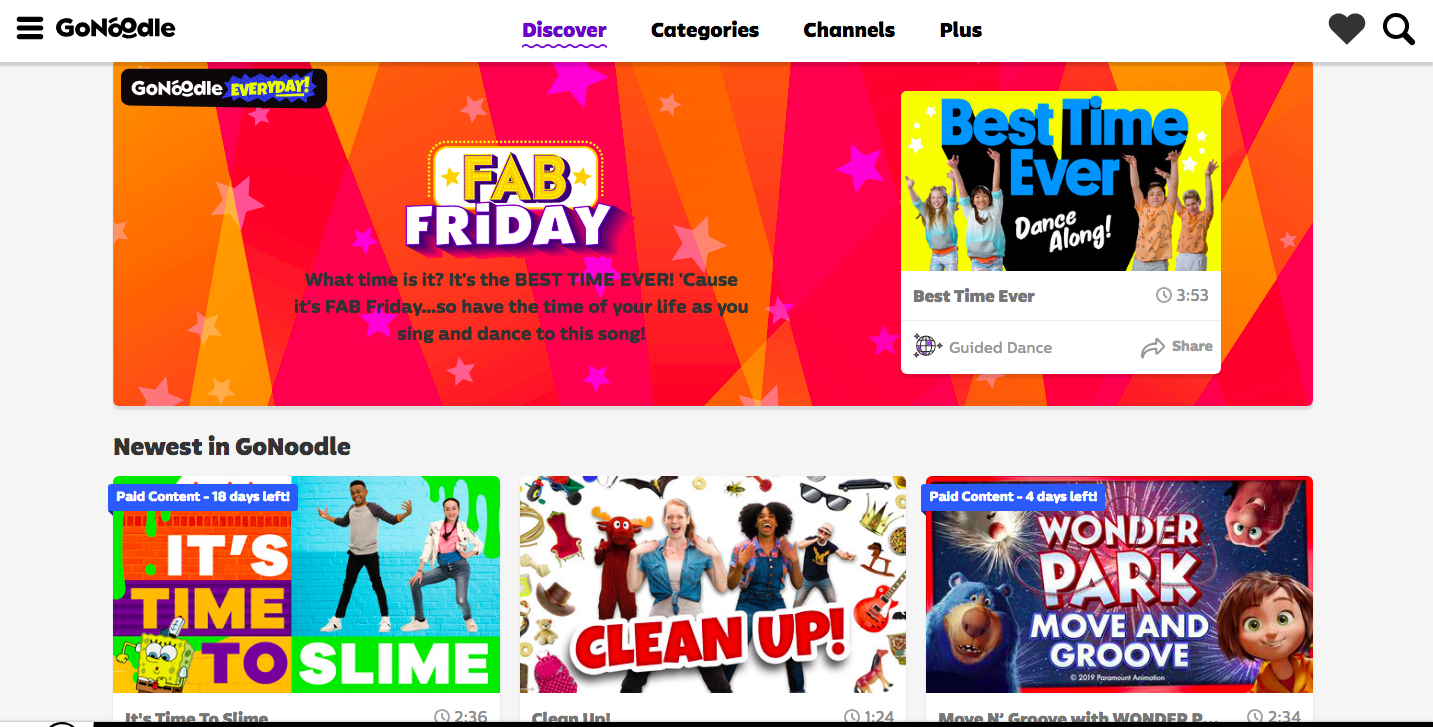 GoNoodle
Discover
Categories
Channels
Plus
GoNoodle EVERYDAY!
FAB
FRiDAY
What time is it? It's the BEST TIME EVER! 'Cause
it's FAB Friday...so have the time of your life as you
sing and dance to this song!
Best Time
Ever
Dance
Along!
Best Time Ever
3:53
Guided Dance
Share
Newest in GoNoodle
Paid Content - 18 days left!
IT'S
TIME
TO SLIME
It's Time To Slime
2:36
CLEAN UP!
Clean Up!
1:24
Paid Content - 4 days left!
WONDER
PARK
MOVE AND
GROOVE
© 2019 Paramount Animation
Move N' Groove with WONDER P...
2:34